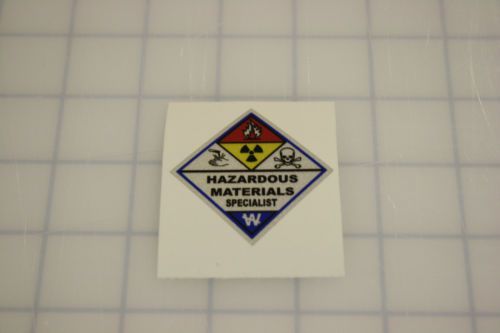 HAZARDOUS
MATERIALS
SPECIALIST
W